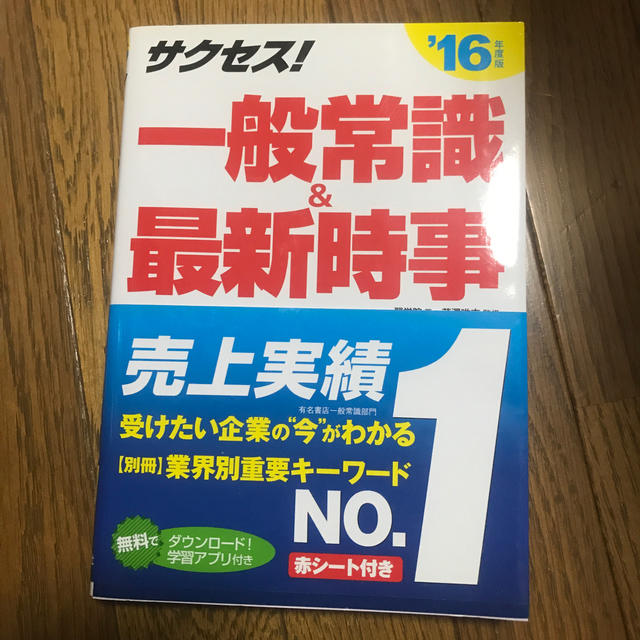 サクセス!
'16年度版
一般常識
&
最新時事
売上実績
有名書店一般常識部門
受けたい企業の"今"がわかる
【別冊】業界別重要キーワード
NO.1
無料で
ダウンロード!
学習アプリ付き
赤シート付き